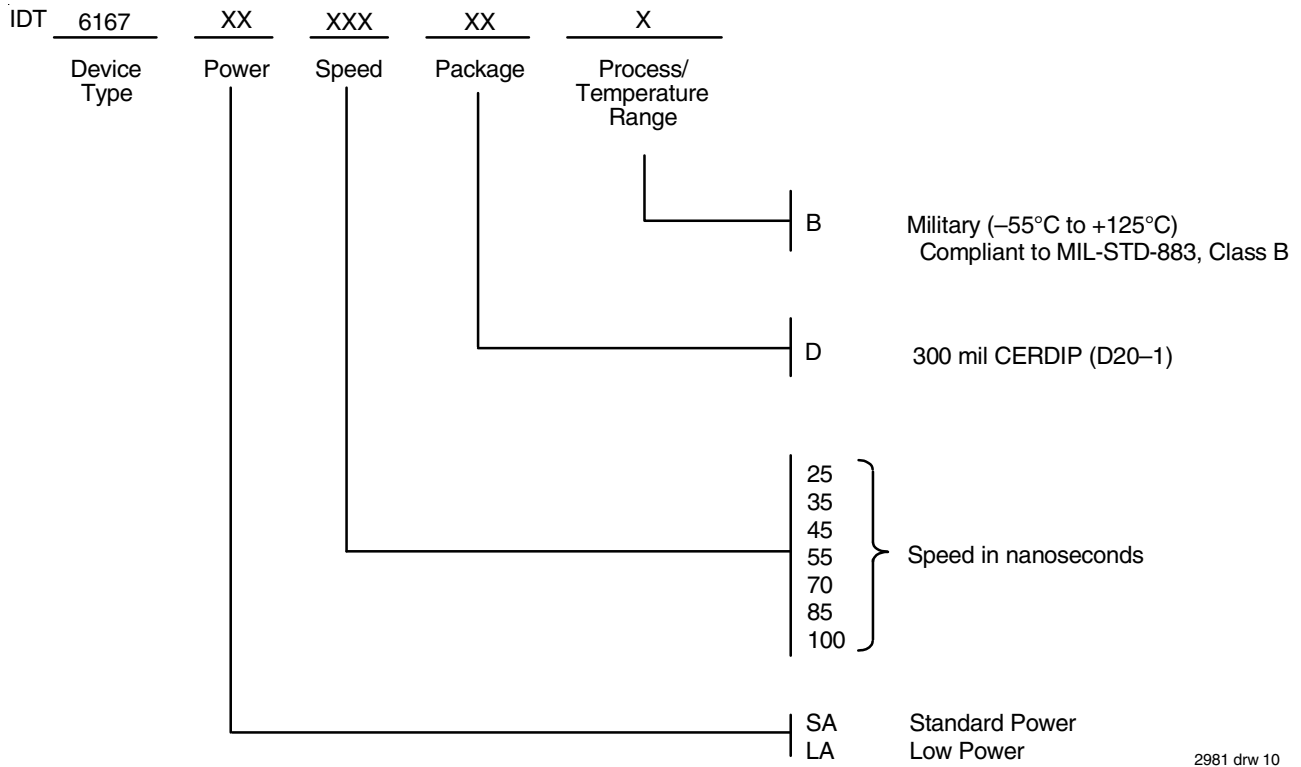 IDT 6167 XX XXX XX X
Device Type
Power
Speed
Package
Process/
Temperature
Range
B Military (–55°C to +125°C)
Compliant to MIL-STD-883, Class B
D 300 mil CERDIP (D20–1)
25
35
45
55
70
85
100
Speed in nanoseconds
SA Standard Power
LA Low Power
2981 drw 10